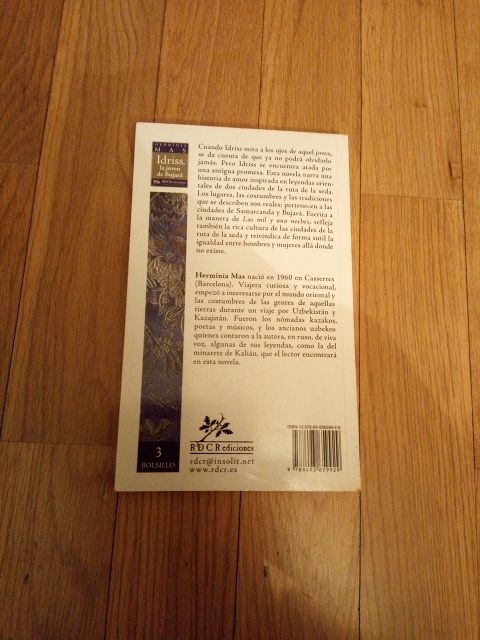 HERMÍNIA
MAS
Idriss,
la joven
de Bujará
Cuando Idriss mira a los ojos de aquel joven,
se da cuenta de que ya no podrá olvidarlo
jamás. Pero Idriss se encuentra atada por
una antigua promesa. Esta novela narra una
historia de amor inspirada en leyendas orien-
tales de dos ciudades de la ruta de la seda.
Los lugares, las costumbres y las tradiciones
que se describen son reales; pertenecen a las
ciudades de Samarcanda y Bujará. Escrita a
la manera de Las mil y una noches, refleja
también la rica cultura de las ciudades de la
ruta de la seda y reivindica de forma sutil la
igualdad entre hombres y mujeres allá donde
no existe.
Hermínia Mas nació en 1960 en Casserres
(Barcelona). Viajera curiosa y vocacional,
empezó a interesarse por el mundo oriental y
las costumbres de las gentes de aquellas
tierras durante un viaje por Uzbekistán y
Kazajstán. Fueron los nómadas kazakos,
poetas y músicos, y los ancianos uzbekos
quienes contaron a la autora, en ruso, de viva
voz, algunas de sus leyendas, como la del
minarete de Kalián, que el lector encontrará
en esta novela.
3
BOLSILLO
RDCR ediciones
rdcr@insolit.net
www.rdcr.es